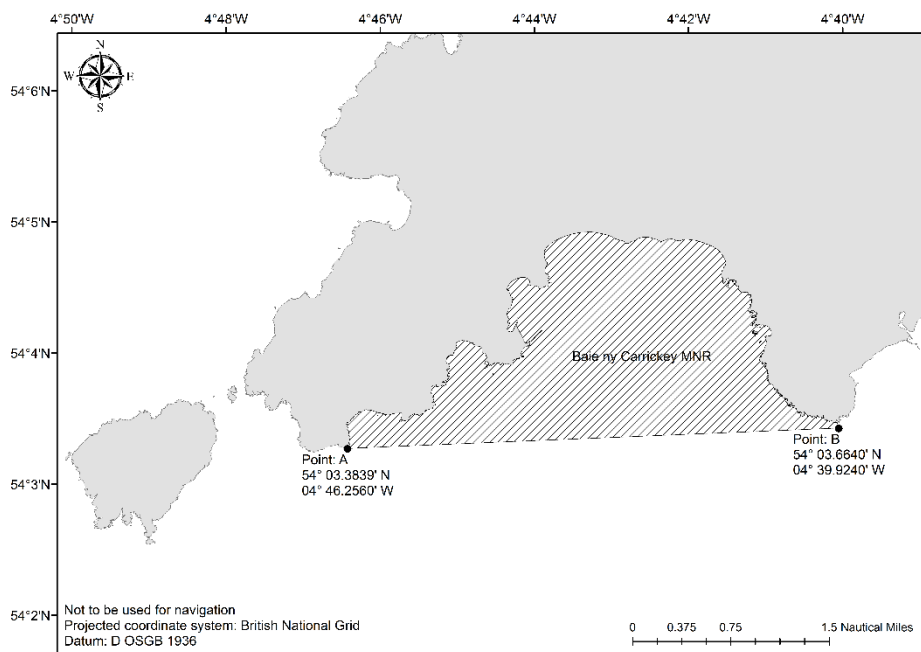 4°50'W 4°48'W 4°46'W 4°44'W 4°42'W 4°40'W
N
W E
S
54°6'N
54°5'N
54°4'N
54°3'N
54°2'N
Baie ny Carrickey MNR
Point: A
54° 03.3839' N
04° 46.2560' W
Point: B
54° 03.6640' N
04° 39.9240' W
Not to be used for navigation
Projected coordinate system: British National Grid
Datum: D OSGB 1936
0 0.375 0.75 1.5 Nautical Miles